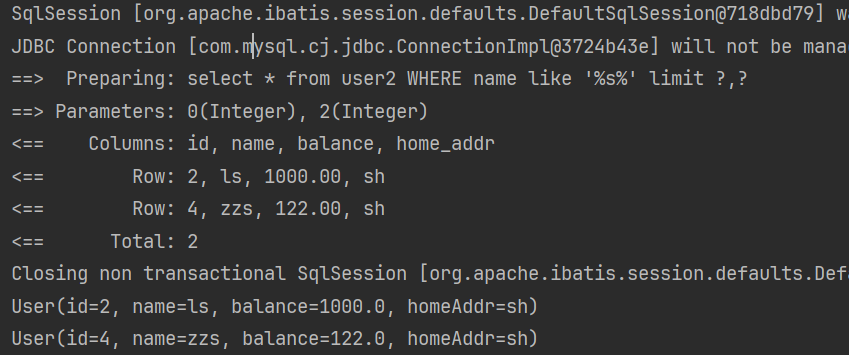 SqlSession [org.apache.ibatis.session.defaults.DefaultSqlSession@718dbd79] w
JDBC Connection [com.mysql.cj.jdbc.ConnectionImpl@3724b43e] will not be mana
==>  Preparing: select * from user2 WHERE name like '%s%' limit ?,?
==> Parameters: 0(Integer), 2(Integer)
<==    Columns: id, name, balance, home_addr
<==        Row: 2, ls, 1000.00, sh
<==        Row: 4, zzs, 122.00, sh
<==      Total: 2
Closing non transactional SqlSession [org.apache.ibatis.session.defaults.Defa
User(id=2, name=ls, balance=1000.0, homeAddr=sh)
User(id=4, name=zzs, balance=122.0, homeAddr=sh)